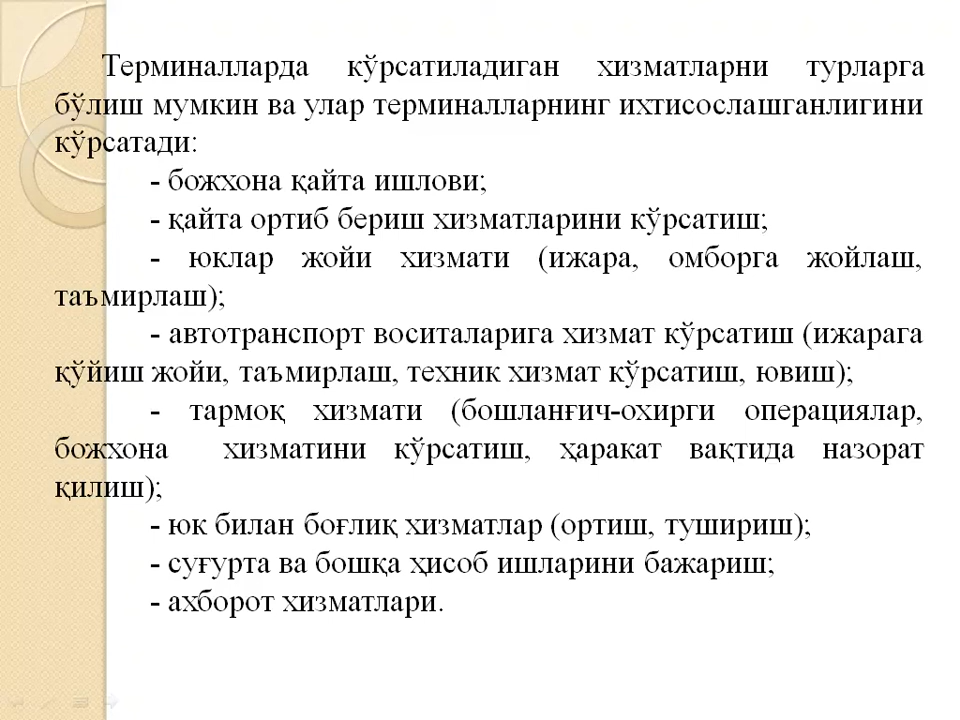 Терминалларда кўрсатиладиган хизматларни турларга
бўлиш мумкин ва улар терминалларнинг ихтисослашганлигини
кўрсатади:
- божхона қайта ишлови;
- қайта ортиб бериш хизматларини кўрсатиш;
- юклар жойи хизмати (ижара, омборга жойлаш,
таъмирлаш);
- автотранспорт воситаларига хизмат кўрсатиш (ижарага
қўйиш жойи, таъмирлаш, техник хизмат кўрсатиш, ювиш);
- тармоқ хизмати (бошланғич-охирги операциялар,
божхона хизматини кўрсатиш, ҳаракат вақтида назорат
қилиш);
- юк билан боғлиқ хизматлар (ортиш, тушириш);
- суғурта ва бошқа ҳисоб ишларини бажариш;
- ахборот хизматлари.